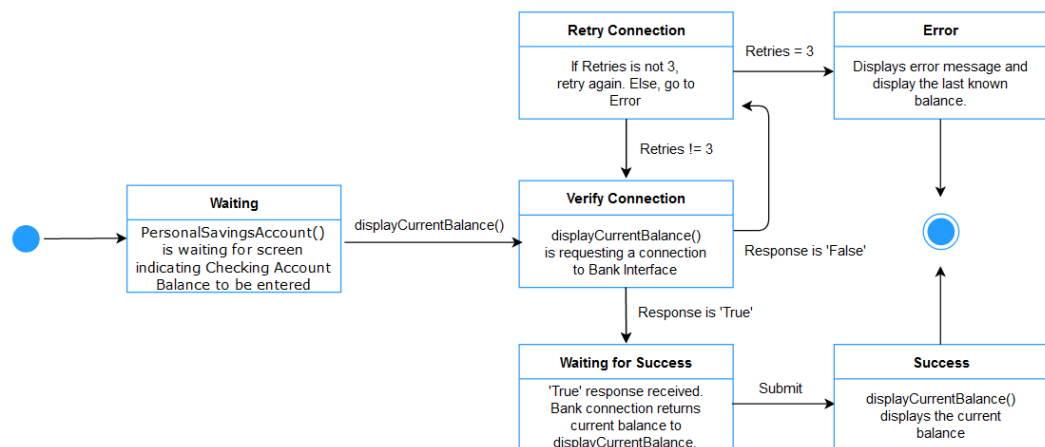 Retry Connection
If Retries is not 3,
retry again. Else, go to
Error
Retries = 3
Error
Displays error message and
display the last known
balance.
Retries != 3
Waiting
PersonalSavingsAccount()
is waiting for screen
indicating Checking Account
Balance to be entered
displayCurrentBalance()
Verify Connection
displayCurrentBalance()
is requesting a connection
to Bank Interface
Response is 'False'
Response is 'True'
Waiting for Success
'True' response received.
Bank connection returns
current balance to
displayCurrentBalance.
Submit
Success
displayCurrentBalance()
displays the current
balance